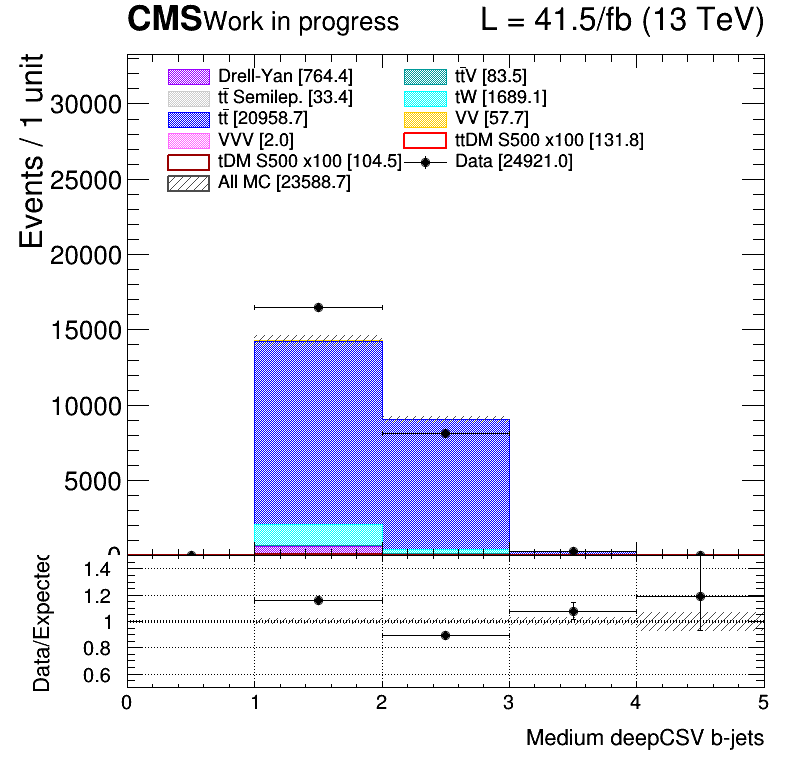 CMS Work in progress L = 41.5/fb (13 TeV)
Events / 1 unit
Drell-Yan [764.4] tt̄V [83.5]
tt̄ Semilep. [33.4] tW [1689.1]
tt̄ [20958.7] VV [57.7]
VVV [2.0] ttDM S500 x100 [131.8]
tDM S500 x100 [104.5] Data [24921.0]
All MC [23588.7]
30000
25000
20000
15000
10000
5000
0
Data/Expected
1.4
1.2
1
0.8
0.6
0 1 2 3 4 5
Medium deepCSV b-jets